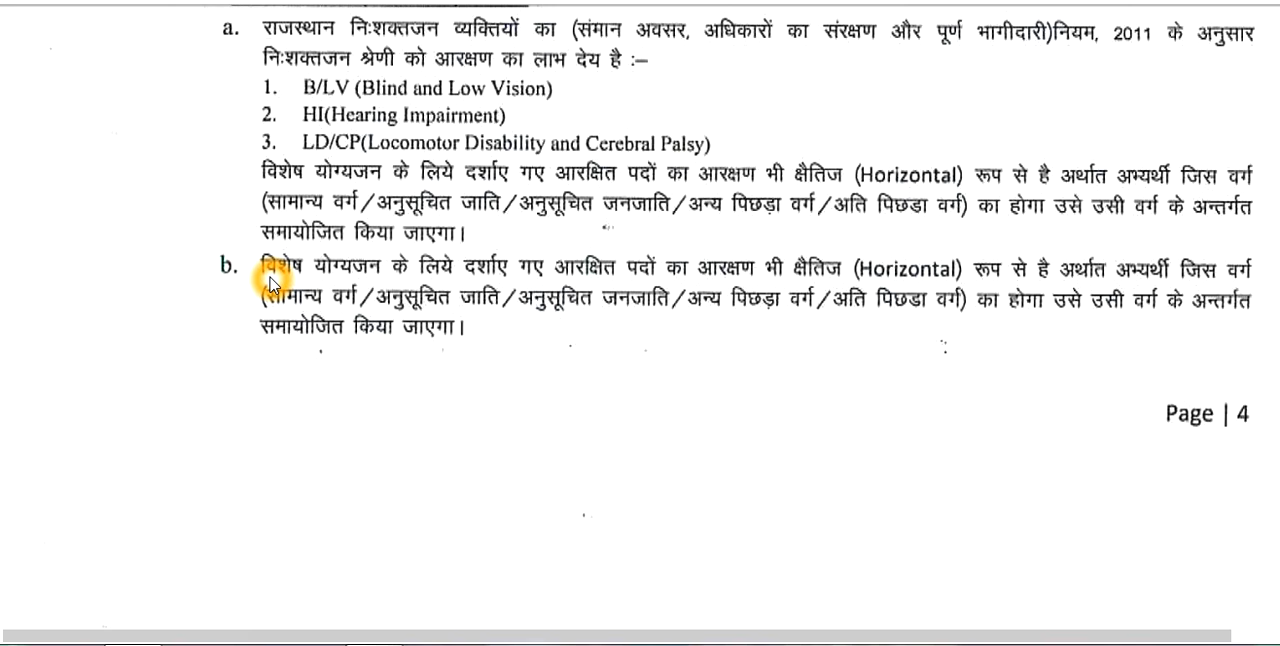 a. राजस्थान निःशक्तजन व्यक्तियों का (संमान अवसर, अधिकारों का संरक्षण और पूर्ण भागीदारी)नियम, 2011 के अनुसार
निःशक्तजन श्रेणी को आरक्षण का लाभ देय है :–
1. B/LV (Blind and Low Vision)
2. HI(Hearing Impairment)
3. LD/CP(Locomotor Disability and Cerebral Palsy)
विशेष योग्यजन के लिये दर्शाए गए आरक्षित पदों का आरक्षण भी क्षैतिज (Horizontal) रूप से है अर्थात अभ्यर्थी जिस वर्ग
(सामान्य वर्ग/अनुसूचित जाति/अनुसूचित जनजाति/अन्य पिछड़ा वर्ग/अति पिछडा वर्ग) का होगा उसे उसी वर्ग के अन्तर्गत
समायोजित किया जाएगा।
b. विशेष योग्यजन के लिये दर्शाए गए आरक्षित पदों का आरक्षण भी क्षैतिज (Horizontal) रूप से है अर्थात अभ्यर्थी जिस वर्ग
(सामान्य वर्ग/अनुसूचित जाति/अनुसूचित जनजाति/अन्य पिछड़ा वर्ग/अति पिछडा वर्ग) का होगा उसे उसी वर्ग के अन्तर्गत
समायोजित किया जाएगा।
Page | 4